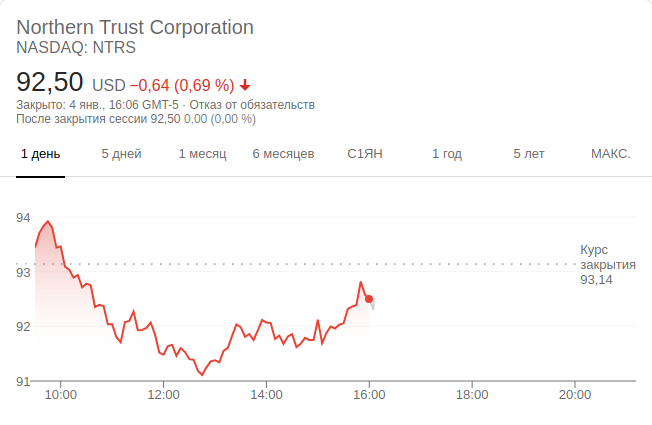 Northern Trust Corporation
NASDAQ: NTRS
92,50 USD −0,64 (0,69 %)
Закрыто: 4 янв., 16:06 GMT-5 · Отказ от обязательств
После закрытия сессии 92,50 0,00 (0,00 %)
1 день 5 дней 1 месяц 6 месяцев С1ЯН 1 год 5 лет МАКС.
94
93
92
91
Курс
закрытия
93,14
10:00 12:00 14:00 16:00 18:00 20:00